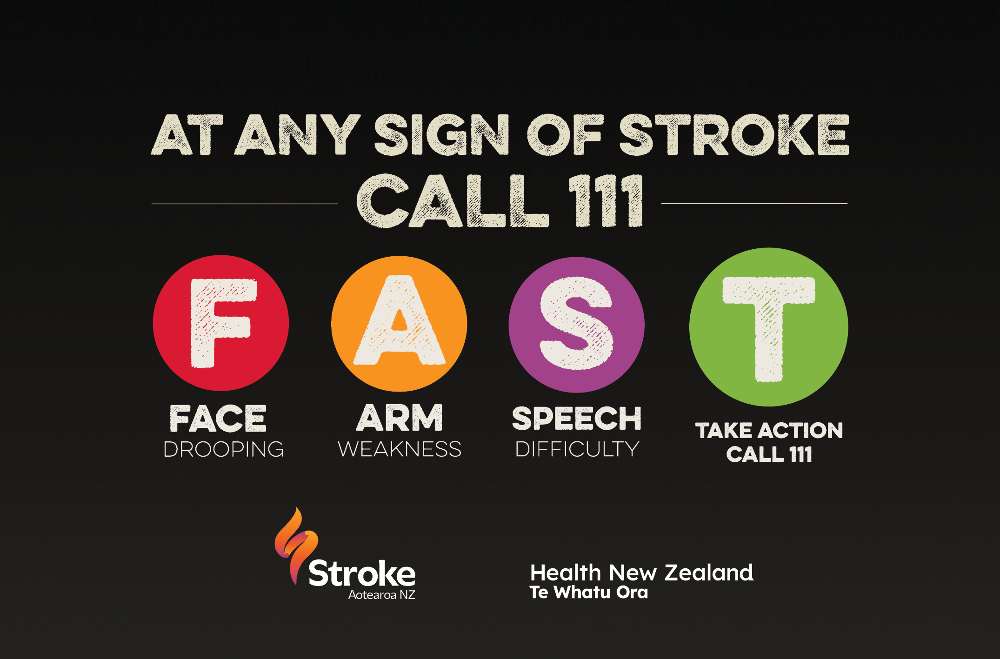 AT ANY SIGN OF STROKE
CALL 111
F A S T
FACE
DROOPING
ARM
WEAKNESS
SPEECH
DIFFICULTY
TAKE ACTION
CALL 111
Stroke
Aotearoa NZ
Health New Zealand
Te Whatu Ora